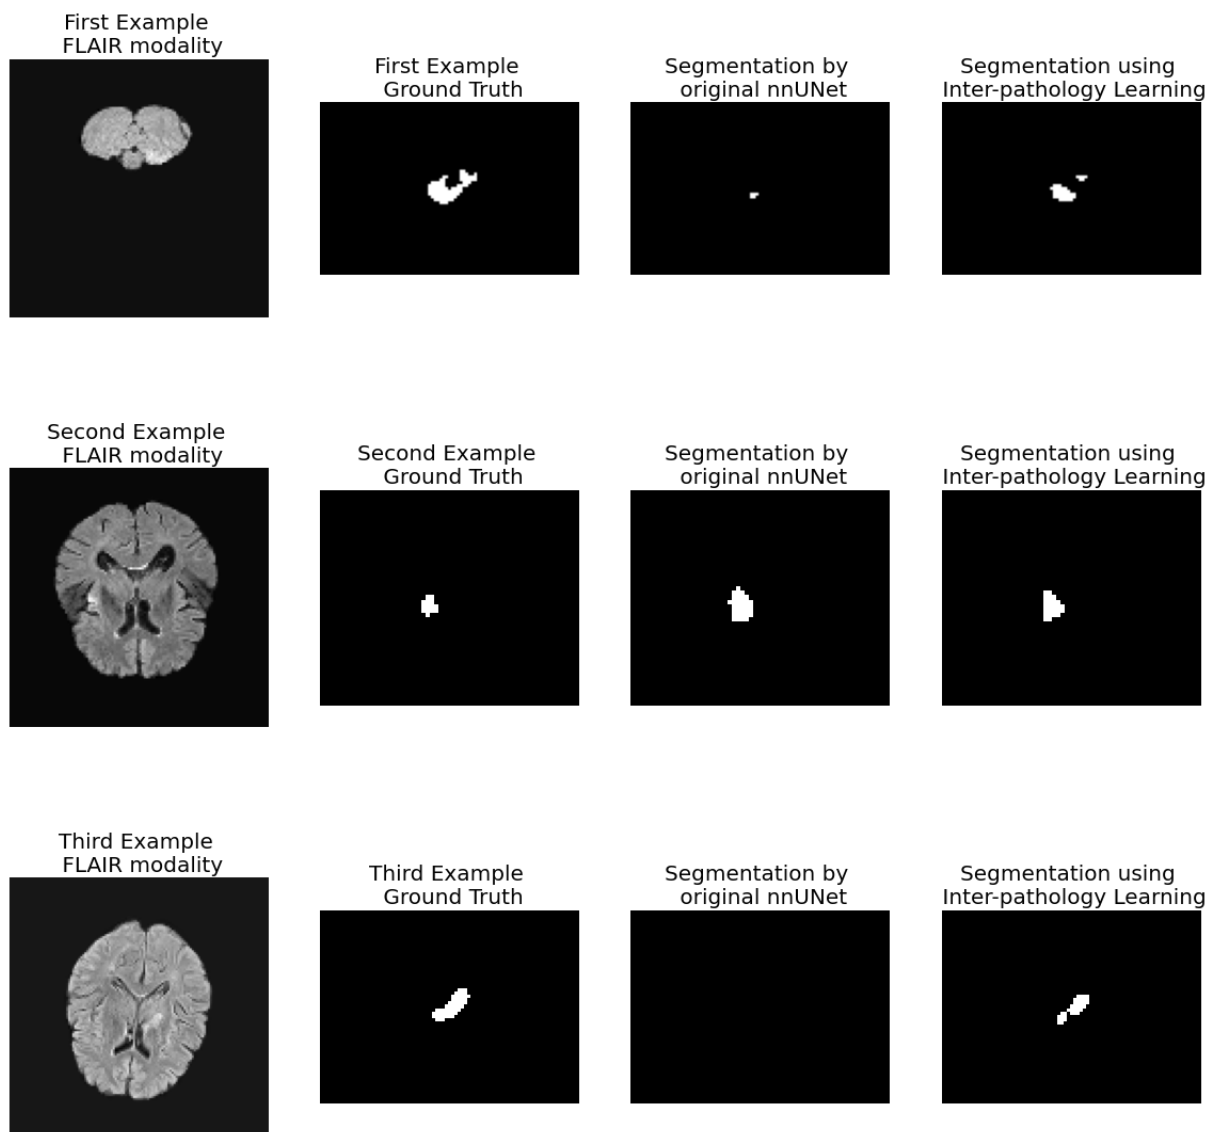 First Example
FLAIR modality
First Example
Ground Truth
Segmentation by
original nnUNet
Segmentation using
Inter-pathology Learning
Second Example
FLAIR modality
Second Example
Ground Truth
Segmentation by
original nnUNet
Segmentation using
Inter-pathology Learning
Third Example
FLAIR modality
Third Example
Ground Truth
Segmentation by
original nnUNet
Segmentation using
Inter-pathology Learning